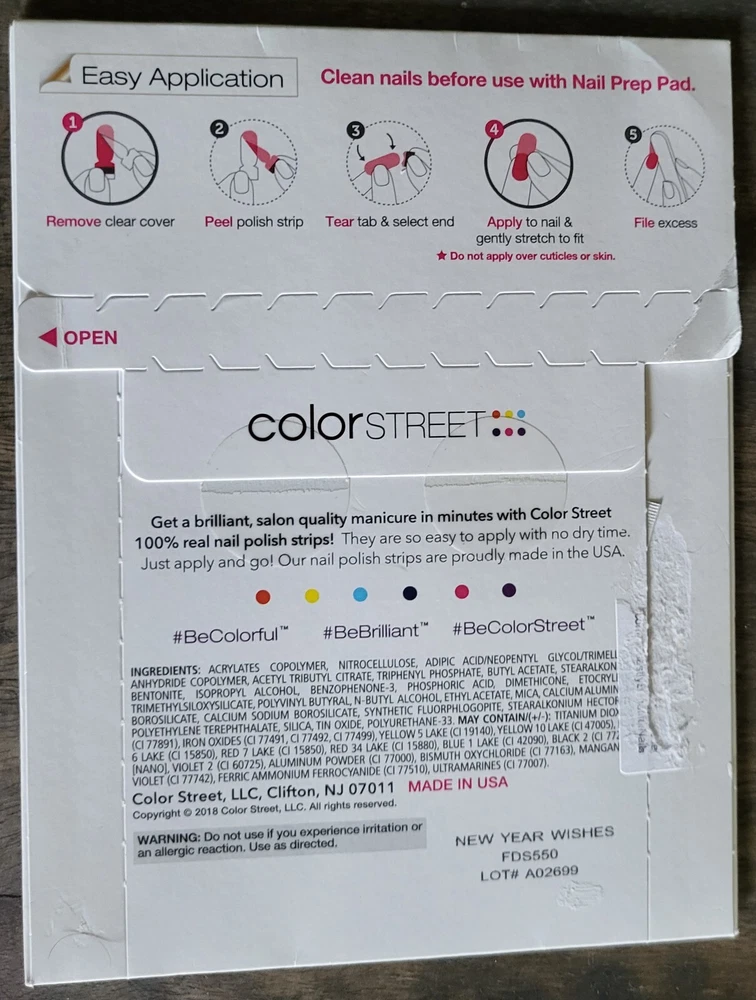 Easy Application
Clean nails before use with Nail Prep Pad.
1
2
3
4
5
Remove clear cover
Peel polish strip
Tear tab & select end
Apply to nail &
gently stretch to fit
File excess
★ Do not apply over cuticles or skin.
◀ OPEN
colorSTREET
Get a brilliant, salon quality manicure in minutes with Color Street
100% real nail polish strips! They are so easy to apply with no dry time.
Just apply and go! Our nail polish strips are proudly made in the USA.
#BeColorful™ #BeBrilliant™ #BeColorStreet™
INGREDIENTS: ACRYLATES COPOLYMER, NITROCELLULOSE, ADIPIC ACID/NEOPENTYL GLYCOL/TRIMELL
ANHYDRIDE COPOLYMER, ACETYL TRIBUTYL CITRATE, TRIPHENYL PHOSPHATE, BUTYL ACETATE, STEARALKON
BENTONITE, ISOPROPYL ALCOHOL, BENZOPHENONE-3, PHOSPHORIC ACID, DIMETHICONE, ETOCRYL
TRIMETHYLSILOXYSILICATE, POLYVINYL BUTYRAL, N-BUTYL ALCOHOL, ETHYL ACETATE, MICA, CALCIUM ALUMIN
BOROSILICATE, CALCIUM SODIUM BOROSILICATE, SYNTHETIC FLUORPHLOGOPITE, STEARALKONIUM HECTOR
POLYETHYLENE TEREPHTHALATE, SILICA, TIN OXIDE, POLYURETHANE-33. MAY CONTAIN(+/-): TITANIUM DIOX
(CI 77891), IRON OXIDES (CI 77491, CI 77492, CI 77499), YELLOW 5 LAKE (CI 19140), YELLOW 10 LAKE (CI 47005),
6 LAKE (CI 15850), RED 7 LAKE (CI 15850), RED 34 LAKE (CI 15880), BLUE 1 LAKE (CI 42090), BLACK 2 (CI 772
[NANO], VIOLET 2 (CI 60725), ALUMINUM POWDER (CI 77000), BISMUTH OXYCHLORIDE (CI 77163), MANGAN
VIOLET (CI 77742), FERRIC AMMONIUM FERROCYANIDE (CI 77510), ULTRAMARINES (CI 77007).
Color Street, LLC, Clifton, NJ 07011 MADE IN USA
Copyright © 2018 Color Street, LLC. All rights reserved.
WARNING: Do not use if you experience irritation or
an allergic reaction. Use as directed.
NEW YEAR WISHES
FDS550
LOT# A02699